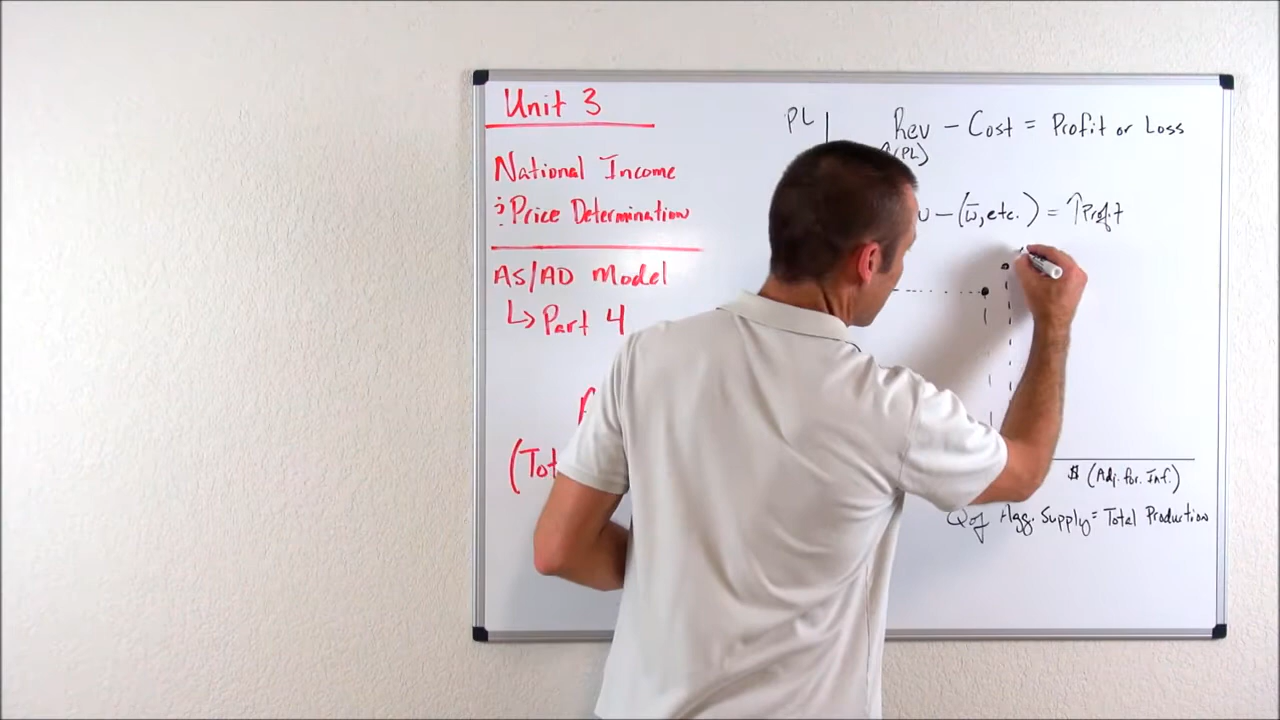 Unit 3
National Income
; Price Determination
AS/AD Model
↳ Part 4
(Tot
PL
Rev - Cost = Profit or Loss
(PL)
- (w̅, etc.) = ↑Profit
$ (Adj. for. Inf.)
Q of Agg. Supply = Total Production